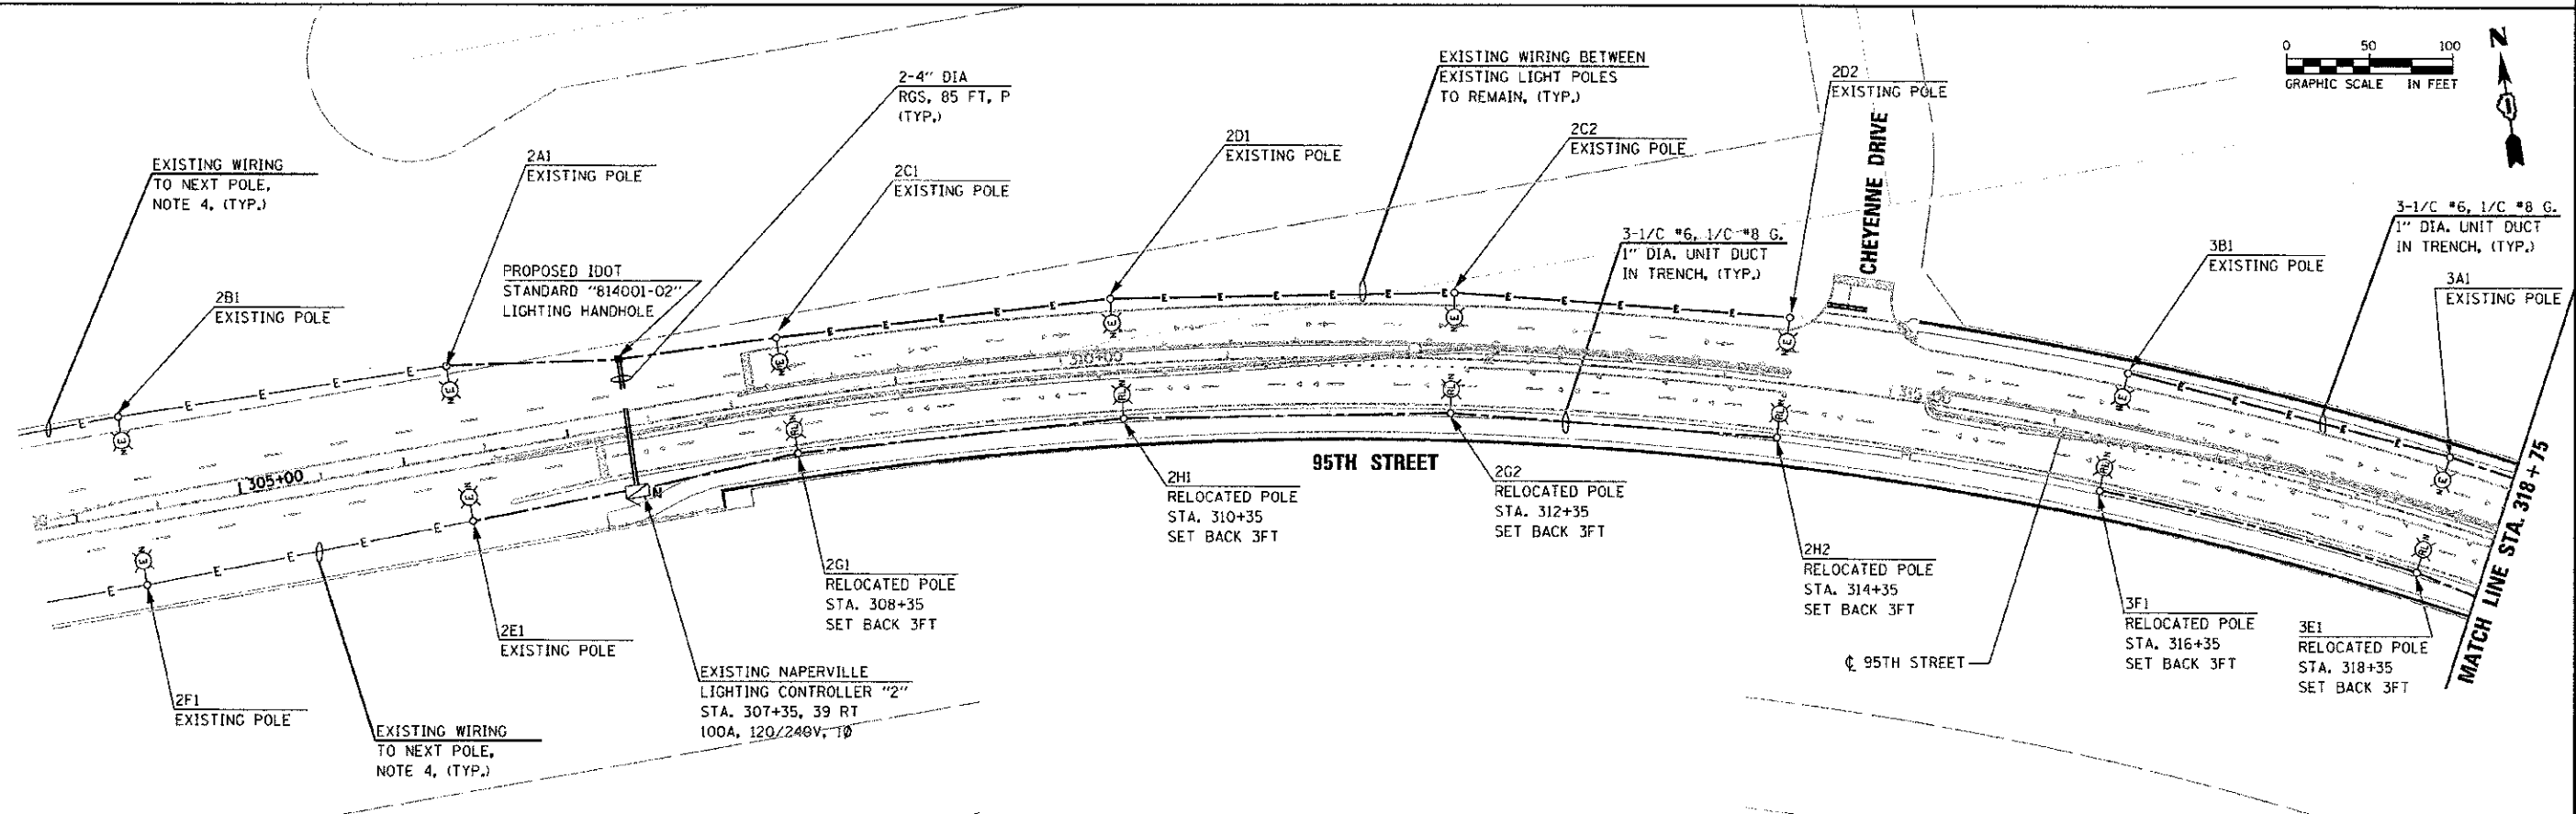 EXISTING WIRING
TO NEXT POLE,
NOTE 4, (TYP.)
2B1
EXISTING POLE
2A1
EXISTING POLE
PROPOSED IDOT
STANDARD "814001-02"
LIGHTING HANDHOLE
2-4" DIA
RGS, 85 FT, P
(TYP.)
2C1
EXISTING POLE
2D1
EXISTING POLE
EXISTING WIRING BETWEEN
EXISTING LIGHT POLES
TO REMAIN, (TYP.)
2C2
EXISTING POLE
3-1/C #6, 1/C #8 G.
1" DIA. UNIT DUCT
IN TRENCH, (TYP.)
2D2
EXISTING POLE
CHEYENNE DRIVE
0 50 100
GRAPHIC SCALE IN FEET
N
3B1
EXISTING POLE
3-1/C #6, 1/C #8 G.
1" DIA. UNIT DUCT
IN TRENCH, (TYP.)
3A1
EXISTING POLE
305+00
310+00
315+00
95TH STREET
MATCH LINE STA. 318+75
2F1
EXISTING POLE
EXISTING WIRING
TO NEXT POLE,
NOTE 4, (TYP.)
2E1
EXISTING POLE
EXISTING NAPERVILLE
LIGHTING CONTROLLER "2"
STA. 307+35, 39 RT
100A, 120/240V, 1Ø
2G1
RELOCATED POLE
STA. 308+35
SET BACK 3FT
2H1
RELOCATED POLE
STA. 310+35
SET BACK 3FT
2G2
RELOCATED POLE
STA. 312+35
SET BACK 3FT
2H2
RELOCATED POLE
STA. 314+35
SET BACK 3FT
℄ 95TH STREET
3F1
RELOCATED POLE
STA. 316+35
SET BACK 3FT
3E1
RELOCATED POLE
STA. 318+35
SET BACK 3FT